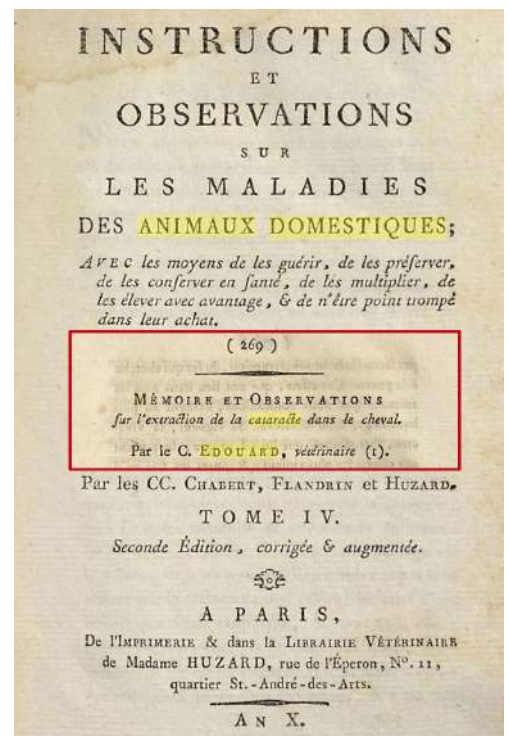 INSTRUCTIONS
ET
OBSERVATIONS
SUR
LES MALADIES
DES ANIMAUX DOMESTIQUES;
AVEC les moyens de les guérir, de les préserver,
de les conſerver en ſanté, de les multiplier, de
les élever avec avantage, & de n'être point trompé
dans leur achat.
( 269 )
MÉMOIRE ET OBSERVATIONS
ſur l'extraction de la cataracte dans le cheval.
Par le C. EDOUARD, vétérinaire (1).
Par les CC. CHABERT, FLANDRIN et HUZARD.
TOME IV.
Seconde Édition, corrigée & augmentée.
A PARIS,
De l'IMPRIMERIE & dans la LIBRAIRIE VÉTÉRINAIRE
de Madame HUZARD, rue de l'Éperon, N°. 11,
quartier St.-André-des-Arts.
AN X.